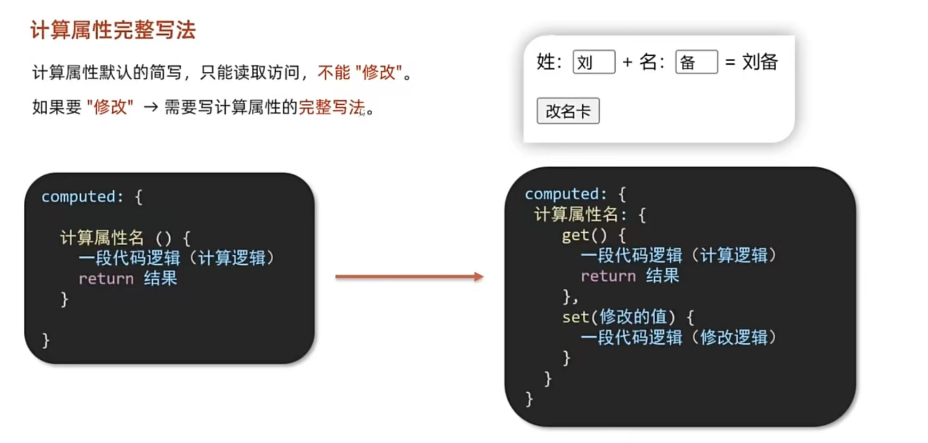 计算属性完整写法
计算属性默认的简写，只能读取访问，不能 "修改"。
如果要 "修改" → 需要写计算属性的完整写法。
姓： 刘 + 名： 备 = 刘备
改名卡
computed: {
计算属性名 () {
一段代码逻辑（计算逻辑）
return 结果
}
}
computed: {
计算属性名: {
get() {
一段代码逻辑（计算逻辑）
return 结果
},
set(修改的值) {
一段代码逻辑（修改逻辑）
}
}
}